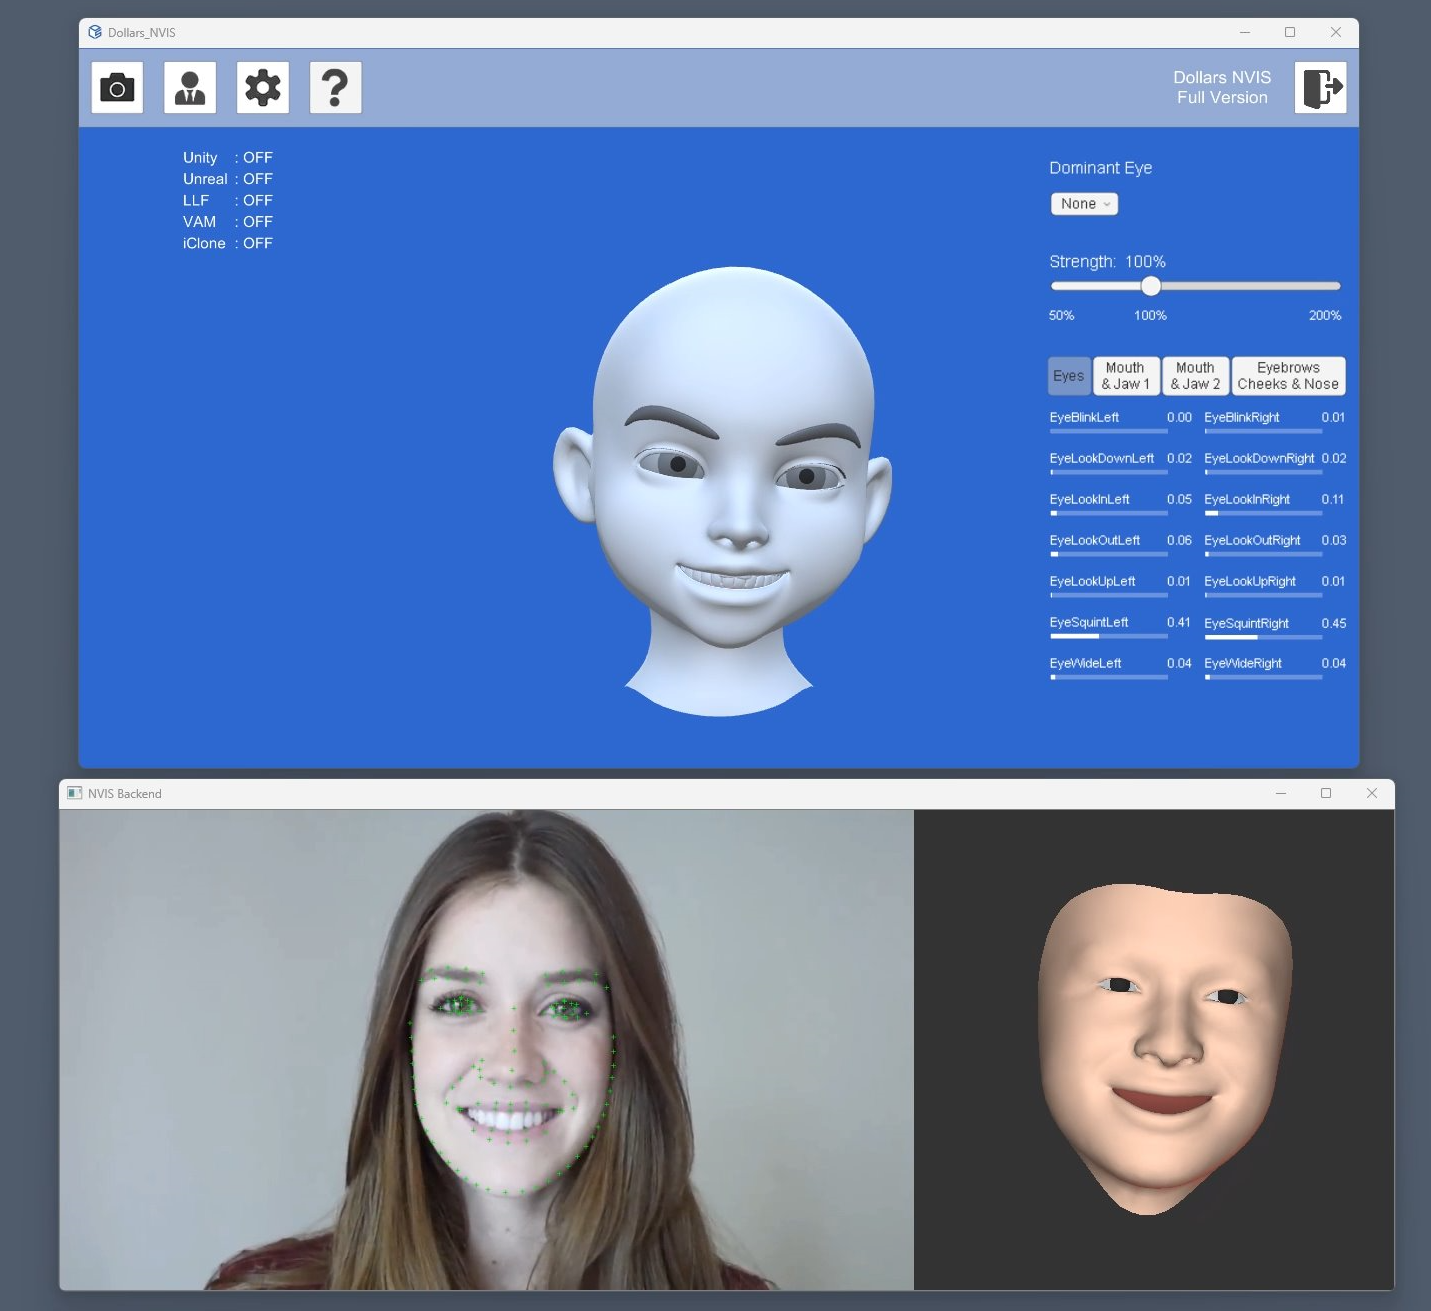 Dollars_NVIS
Dollars NVIS
Full Version
Unity : OFF
Unreal : OFF
LLF : OFF
VAM : OFF
iClone : OFF
Dominant Eye
None
Strength: 100%
50% 100% 200%
Eyes
Mouth
& Jaw 1
Mouth
& Jaw 2
Eyebrows
Cheeks & Nose
EyeBlinkLeft 0.00 EyeBlinkRight 0.01
EyeLookDownLeft 0.02 EyeLookDownRight 0.02
EyeLookInLeft 0.05 EyeLookInRight 0.11
EyeLookOutLeft 0.06 EyeLookOutRight 0.03
EyeLookUpLeft 0.01 EyeLookUpRight 0.01
EyeSquintLeft 0.41 EyeSquintRight 0.45
EyeWideLeft 0.04 EyeWideRight 0.04
NVIS Backend